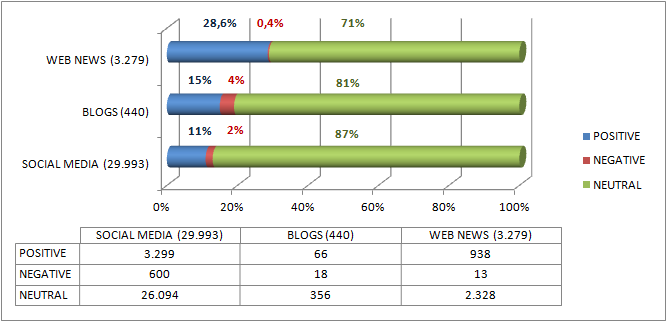 28,6% 0,4% 71%
WEB NEWS (3.279)
15% 4% 81%
BLOGS (440)
11% 2% 87%
SOCIAL MEDIA (29.993)
0% 20% 40% 60% 80% 100%
POSITIVE
NEGATIVE
NEUTRAL
SOCIAL MEDIA (29.993) BLOGS (440) WEB NEWS (3.279)
POSITIVE 3.299 66 938
NEGATIVE 600 18 13
NEUTRAL 26.094 356 2.328